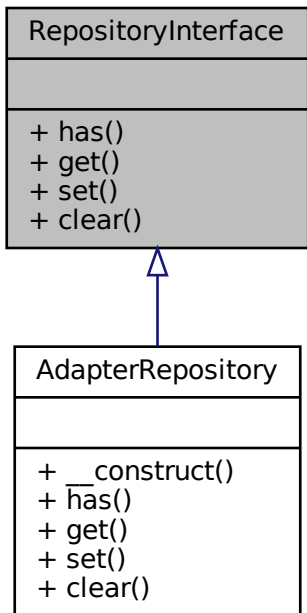 RepositoryInterface
+ has()
+ get()
+ set()
+ clear()
AdapterRepository
+ __construct()
+ has()
+ get()
+ set()
+ clear()